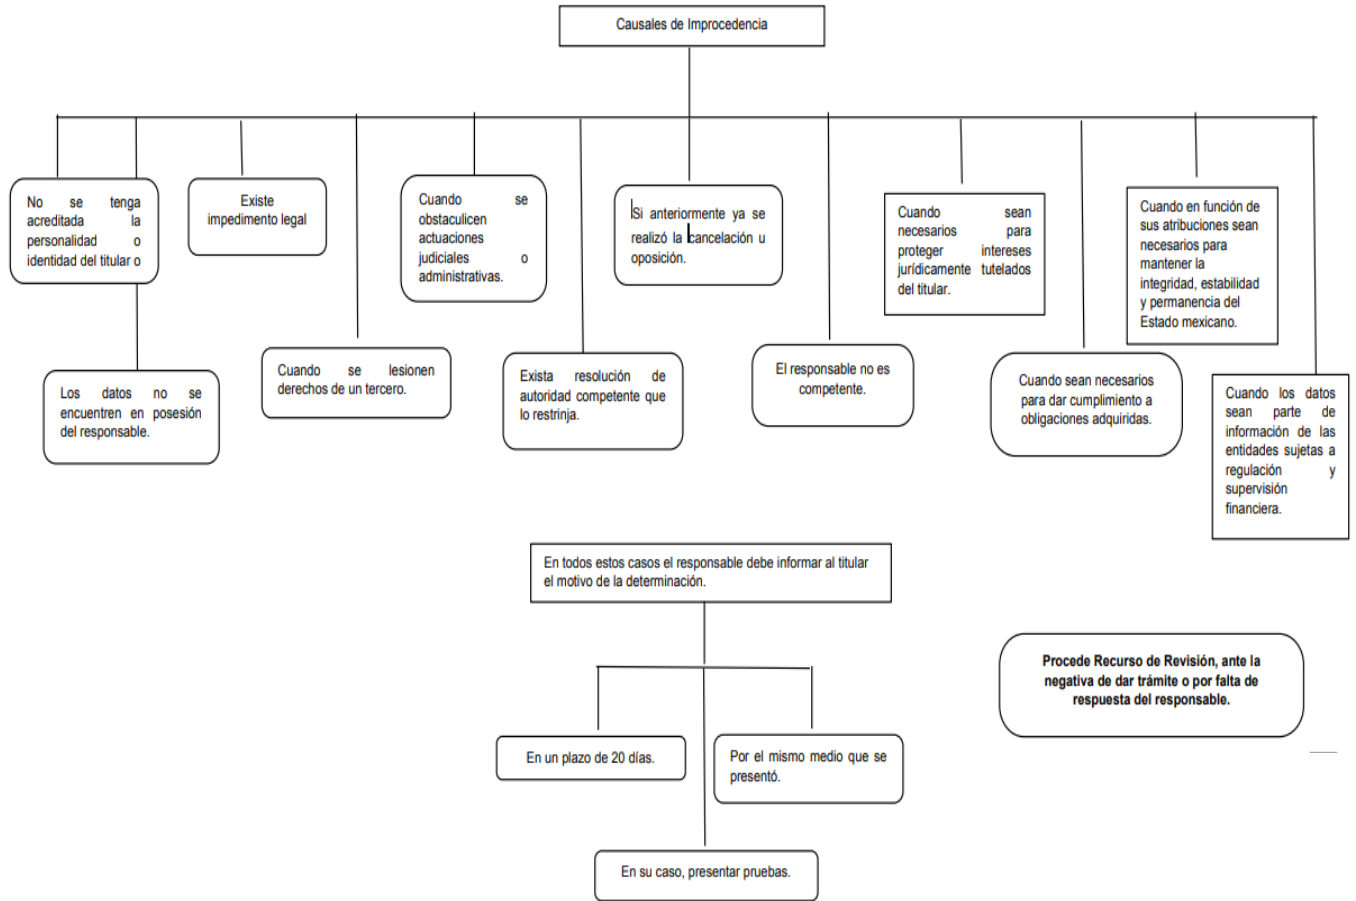 Causales de Improcedencia
No se tenga
acreditada la
personalidad o
identidad del titular o
Existe
impedimento legal
Cuando se
obstaculicen
actuaciones
judiciales o
administrativas.
Si anteriormente ya se
realizó la cancelación u
oposición.
Cuando sean
necesarios para
proteger intereses
jurídicamente tutelados
del titular.
Cuando en función de
sus atribuciones sean
necesarios para
mantener la
integridad, estabilidad
y permanencia del
Estado mexicano.
Los datos no se
encuentren en posesión
del responsable.
Cuando se lesionen
derechos de un tercero.
Exista resolución de
autoridad competente que
lo restrinja.
El responsable no es
competente.
Cuando sean necesarios
para dar cumplimiento a
obligaciones adquiridas.
Cuando los datos
sean parte de
información de las
entidades sujetas a
regulación y
supervisión
financiera.
En todos estos casos el responsable debe informar al titular
el motivo de la determinación.
Procede Recurso de Revisión, ante la
negativa de dar trámite o por falta de
respuesta del responsable.
En un plazo de 20 días.
Por el mismo medio que se
presentó.
En su caso, presentar pruebas.